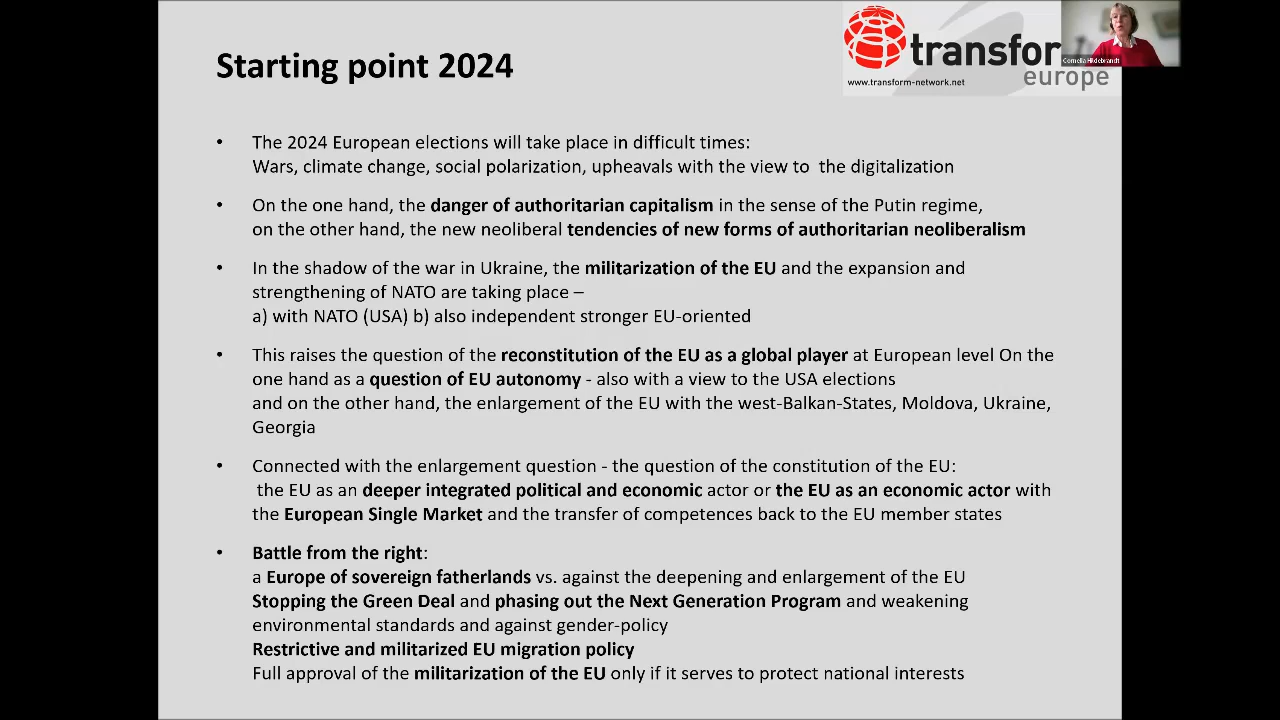 Starting point 2024
transfor
Cornelia Hildebrandt
europe
www.transform-network.net
• The 2024 European elections will take place in difficult times:
Wars, climate change, social polarization, upheavals with the view to  the digitalization
• On the one hand, the danger of authoritarian capitalism in the sense of the Putin regime,
on the other hand, the new neoliberal tendencies of new forms of authoritarian neoliberalism
• In the shadow of the war in Ukraine, the militarization of the EU and the expansion and
strengthening of NATO are taking place –
a) with NATO (USA) b) also independent stronger EU-oriented
• This raises the question of the reconstitution of the EU as a global player at European level On the
one hand as a question of EU autonomy - also with a view to the USA elections
and on the other hand, the enlargement of the EU with the west-Balkan-States, Moldova, Ukraine,
Georgia
• Connected with the enlargement question - the question of the constitution of the EU:
the EU as an deeper integrated political and economic actor or the EU as an economic actor with
the European Single Market and the transfer of competences back to the EU member states
• Battle from the right:
a Europe of sovereign fatherlands vs. against the deepening and enlargement of the EU
Stopping the Green Deal and phasing out the Next Generation Program and weakening
environmental standards and against gender-policy
Restrictive and militarized EU migration policy
Full approval of the militarization of the EU only if it serves to protect national interests